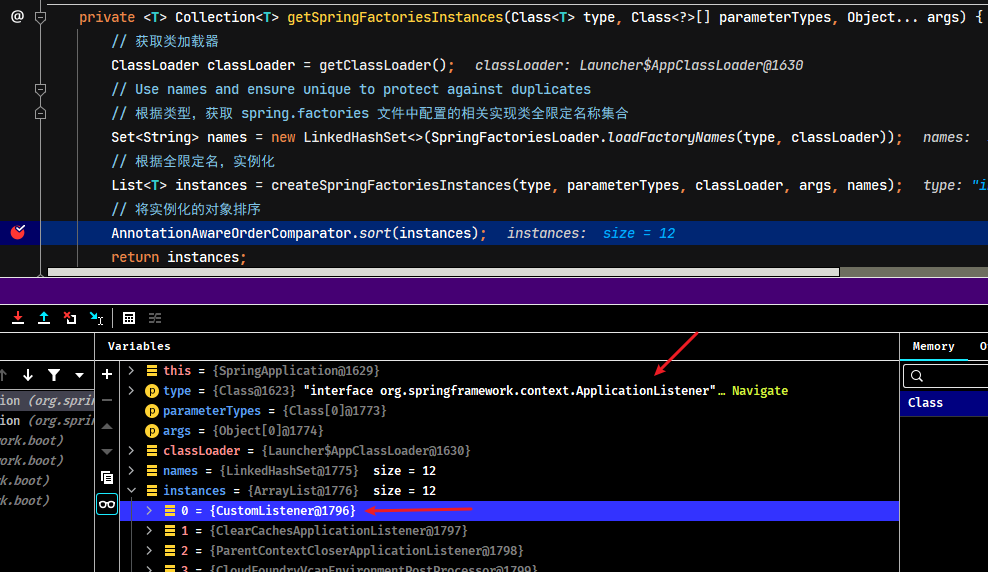 @ private <T> Collection<T> getSpringFactoriesInstances(Class<T> type, Class<?>[] parameterTypes, Object... args) {
// 获取类加载器
ClassLoader classLoader = getClassLoader(); classLoader: Launcher$AppClassLoader@1630
// Use names and ensure unique to protect against duplicates
// 根据类型，获取 spring.factories 文件中配置的相关实现类全限定名称集合
Set<String> names = new LinkedHashSet<>(SpringFactoriesLoader.loadFactoryNames(type, classLoader)); names:
// 根据全限定名，实例化
List<T> instances = createSpringFactoriesInstances(type, parameterTypes, classLoader, args, names); type: "i
// 将实例化的对象排序
AnnotationAwareOrderComparator.sort(instances); instances: size = 12
return instances;
Variables
Memory
O
this = {SpringApplication@1629}
type = {Class@1623} "interface org.springframework.context.ApplicationListener"… Navigate
ion (org.sprin
Class
parameterTypes = {Class[0]@1773}
ion (org.sprin
args = {Object[0]@1774}
ork.boot)
classLoader = {Launcher$AppClassLoader@1630}
ork.boot)
names = {LinkedHashSet@1775} size = 12
k.boot)
instances = {ArrayList@1776} size = 12
k.boot)
0 = {CustomListener@1796}
1 = {ClearCachesApplicationListener@1797}
2 = {ParentContextCloserApplicationListener@1798}
3 = {CloudFoundryVcapEnvironmentPostProcessor@1799}